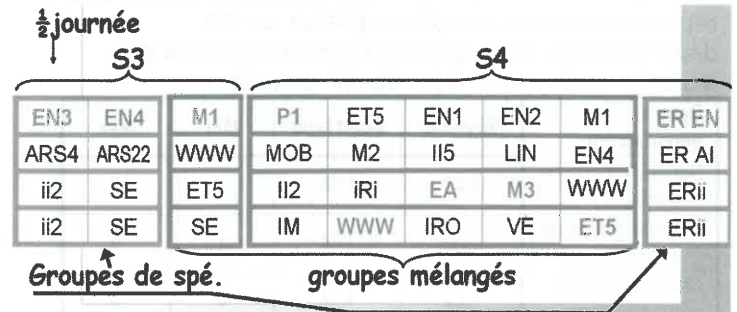 ½ journée
S3 S4
EN3 EN4 M1 P1 ET5 EN1 EN2 M1 ER EN
ARS4 ARS22 WWW MOB M2 II5 LIN EN4 ER AI
ii2 SE ET5 II2 iRi EA M3 WWW ERii
ii2 SE SE IM WWW IRO VE ET5 ERii
Groupes de spé. groupes mélangés